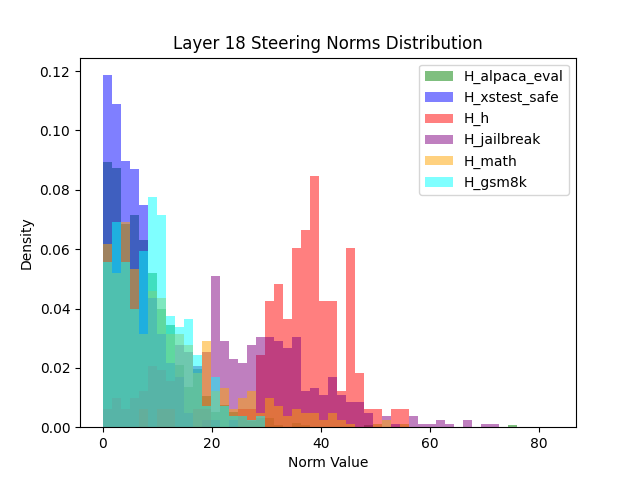 Layer 18 Steering Norms Distribution
H_alpaca_eval
H_xstest_safe
H_h
H_jailbreak
H_math
H_gsm8k
0.12
0.10
0.08
0.06
0.04
0.02
0.00
Density
0 20 40 60 80
Norm Value